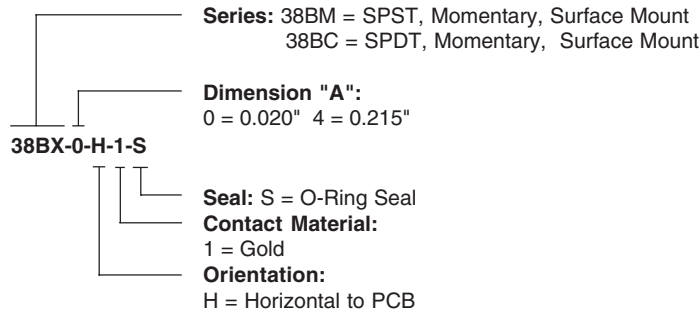 Series: 38BM = SPST, Momentary, Surface Mount
38BC = SPDT, Momentary, Surface Mount
Dimension "A":
0 = 0.020" 4 = 0.215"
38BX-0-H-1-S
Seal: S = O-Ring Seal
Contact Material:
1 = Gold
Orientation:
H = Horizontal to PCB